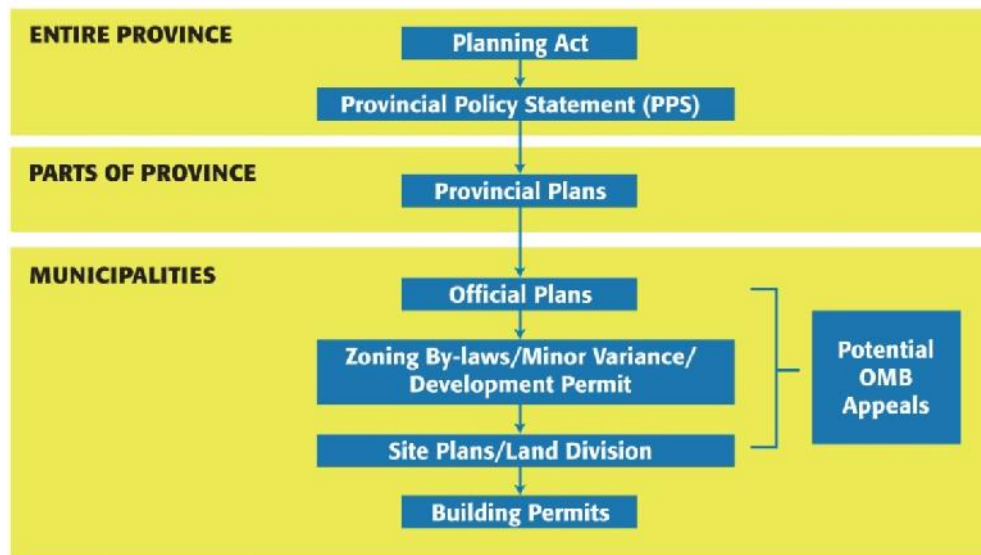 ENTIRE PROVINCE
Planning Act
Provincial Policy Statement (PPS)
PARTS OF PROVINCE
Provincial Plans
MUNICIPALITIES
Official Plans
Zoning By-laws/Minor Variance/
Development Permit
Site Plans/Land Division
Building Permits
Potential
OMB
Appeals